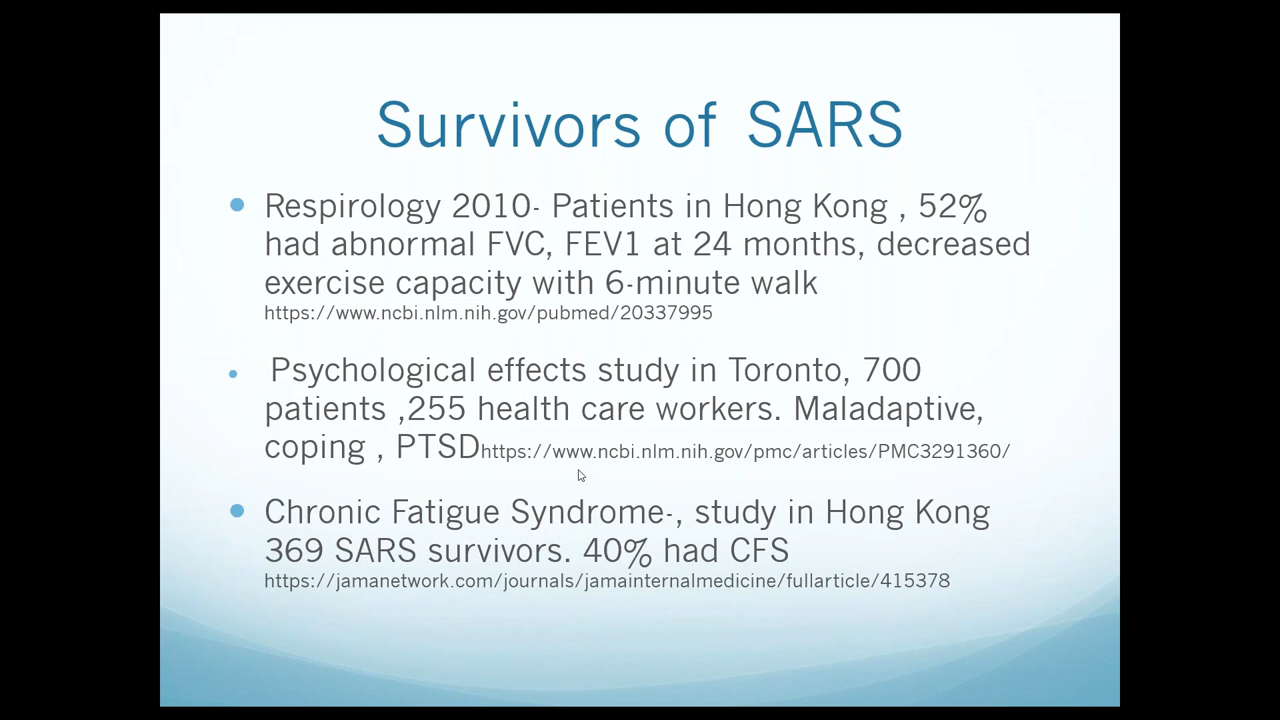 Survivors of SARS
Respirology 2010- Patients in Hong Kong , 52%
had abnormal FVC, FEV1 at 24 months, decreased
exercise capacity with 6-minute walk
https://www.ncbi.nlm.nih.gov/pubmed/20337995
Psychological effects study in Toronto, 700
patients ,255 health care workers. Maladaptive,
coping , PTSDhttps://www.ncbi.nlm.nih.gov/pmc/articles/PMC3291360/
Chronic Fatigue Syndrome-, study in Hong Kong
369 SARS survivors. 40% had CFS
https://jamanetwork.com/journals/jamainternalmedicine/fullarticle/415378